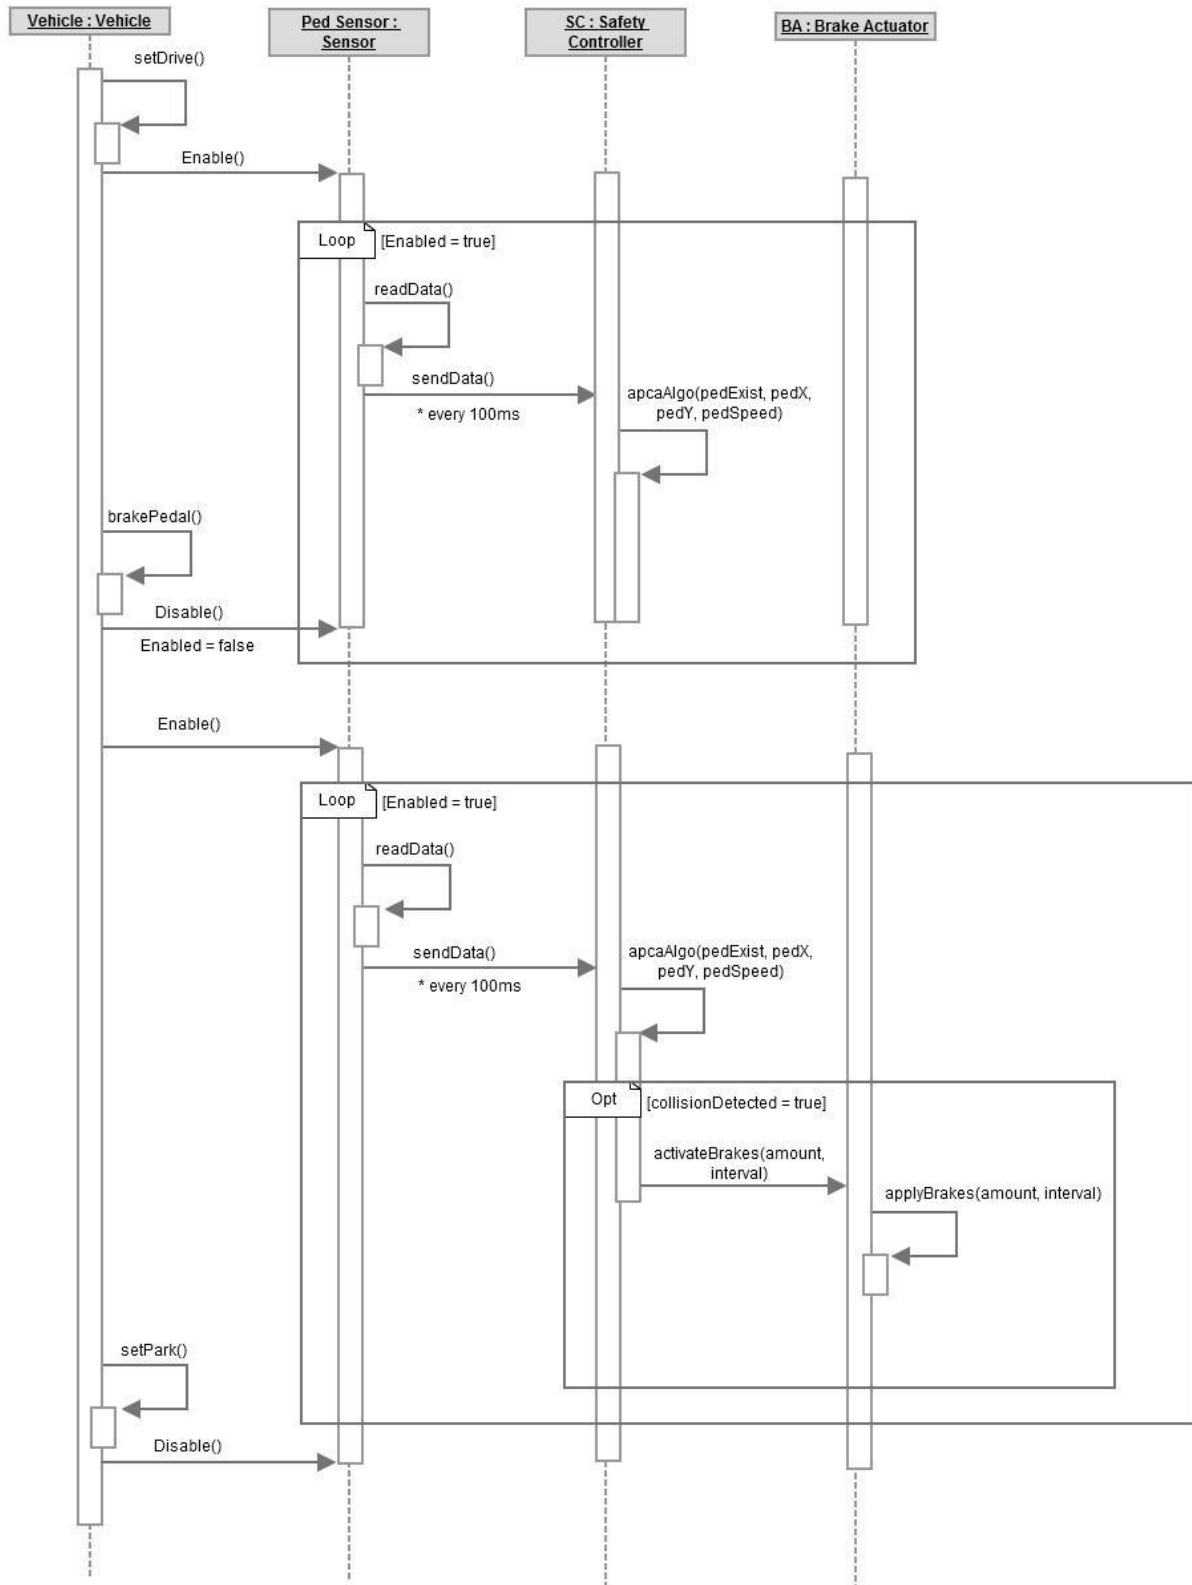 Vehicle : Vehicle
Ped Sensor :
Sensor
SC : Safety
Controller
BA : Brake Actuator
setDrive()
Enable()
Loop
[Enabled = true]
readData()
sendData()
* every 100ms
apcaAlgo(pedExist, pedX,
pedY, pedSpeed)
brakePedal()
Disable()
Enabled = false
Enable()
Loop
[Enabled = true]
readData()
sendData()
* every 100ms
apcaAlgo(pedExist, pedX,
pedY, pedSpeed)
Opt
[collisionDetected = true]
activateBrakes(amount,
interval)
applyBrakes(amount, interval)
setPark()
Disable()